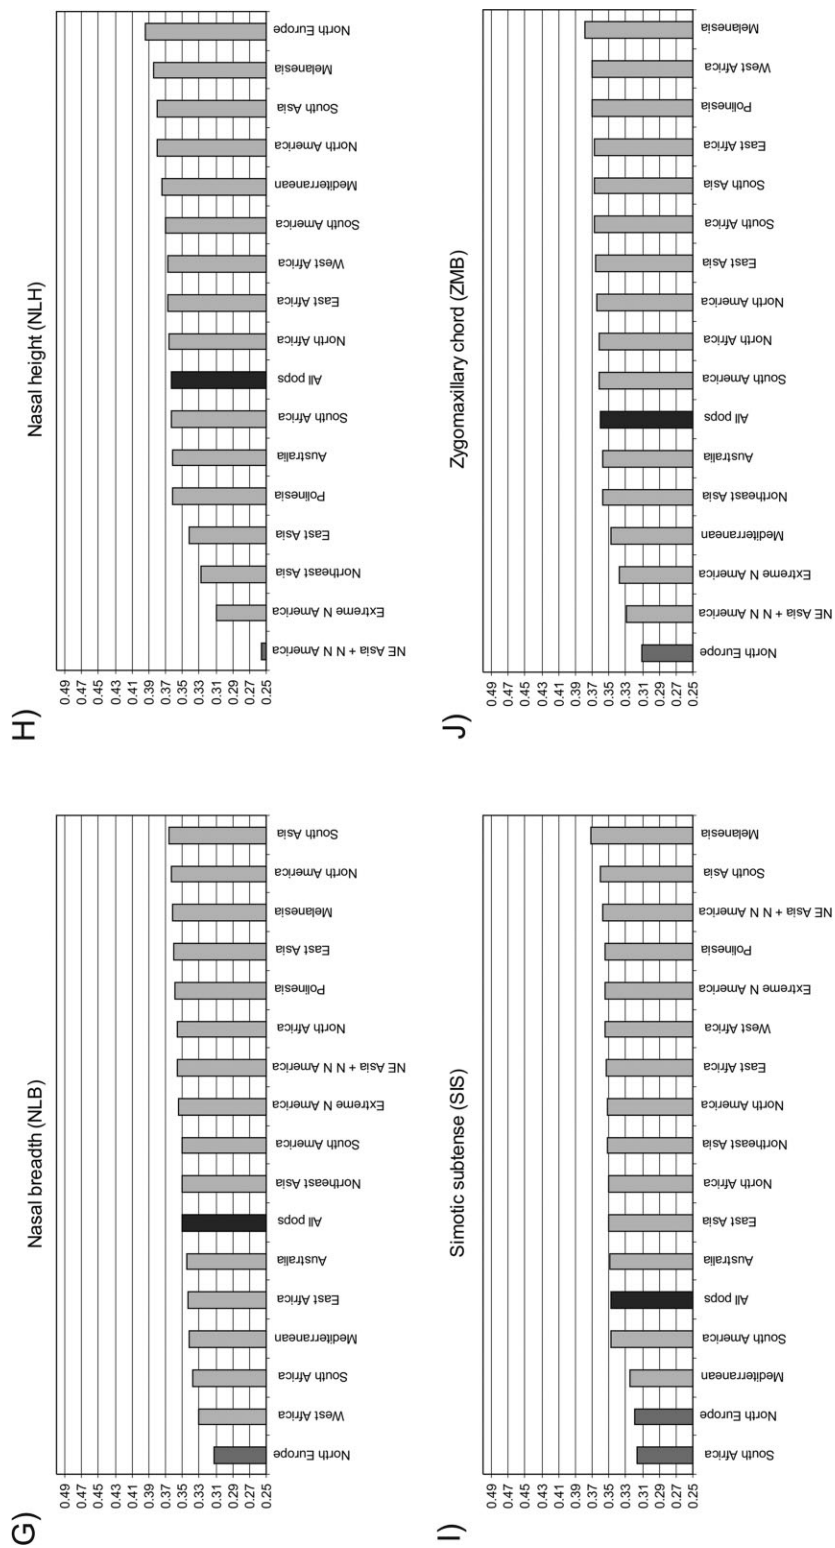 G)
Nasal breadth (NLB)
0.49
0.47
0.45
0.43
0.41
0.39
0.37
0.35
0.33
0.31
0.29
0.27
0.25
North Europe
West Africa
South Africa
Mediterranean
East Africa
Australia
All pops
Northeast Asia
South America
Extreme N America
NE Asia + N N America
North Africa
Polinesia
East Asia
Melanesia
North America
South Asia
H)
Nasal height (NLH)
0.49
0.47
0.45
0.43
0.41
0.39
0.37
0.35
0.33
0.31
0.29
0.27
0.25
NE Asia + N N America
Extreme N America
Northeast Asia
East Asia
Polinesia
Australia
South Africa
All pops
North Africa
East Africa
West Africa
South America
Mediterranean
North America
South Asia
Melanesia
North Europe
I)
Simotic subtense (SIS)
0.49
0.47
0.45
0.43
0.41
0.39
0.37
0.35
0.33
0.31
0.29
0.27
0.25
South Africa
North Europe
Mediterranean
South America
All pops
Australia
East Asia
North Africa
Northeast Asia
North America
East Africa
West Africa
Extreme N America
Polinesia
NE Asia + N N America
South Asia
Melanesia
J)
Zygomaxillary chord (ZMB)
0.49
0.47
0.45
0.43
0.41
0.39
0.37
0.35
0.33
0.31
0.29
0.27
0.25
North Europe
NE Asia + N N America
Extreme N America
Mediterranean
Northeast Asia
Australia
All pops
South America
North Africa
North America
East Asia
South Africa
South Asia
East Africa
Polinesia
West Africa
Melanesia